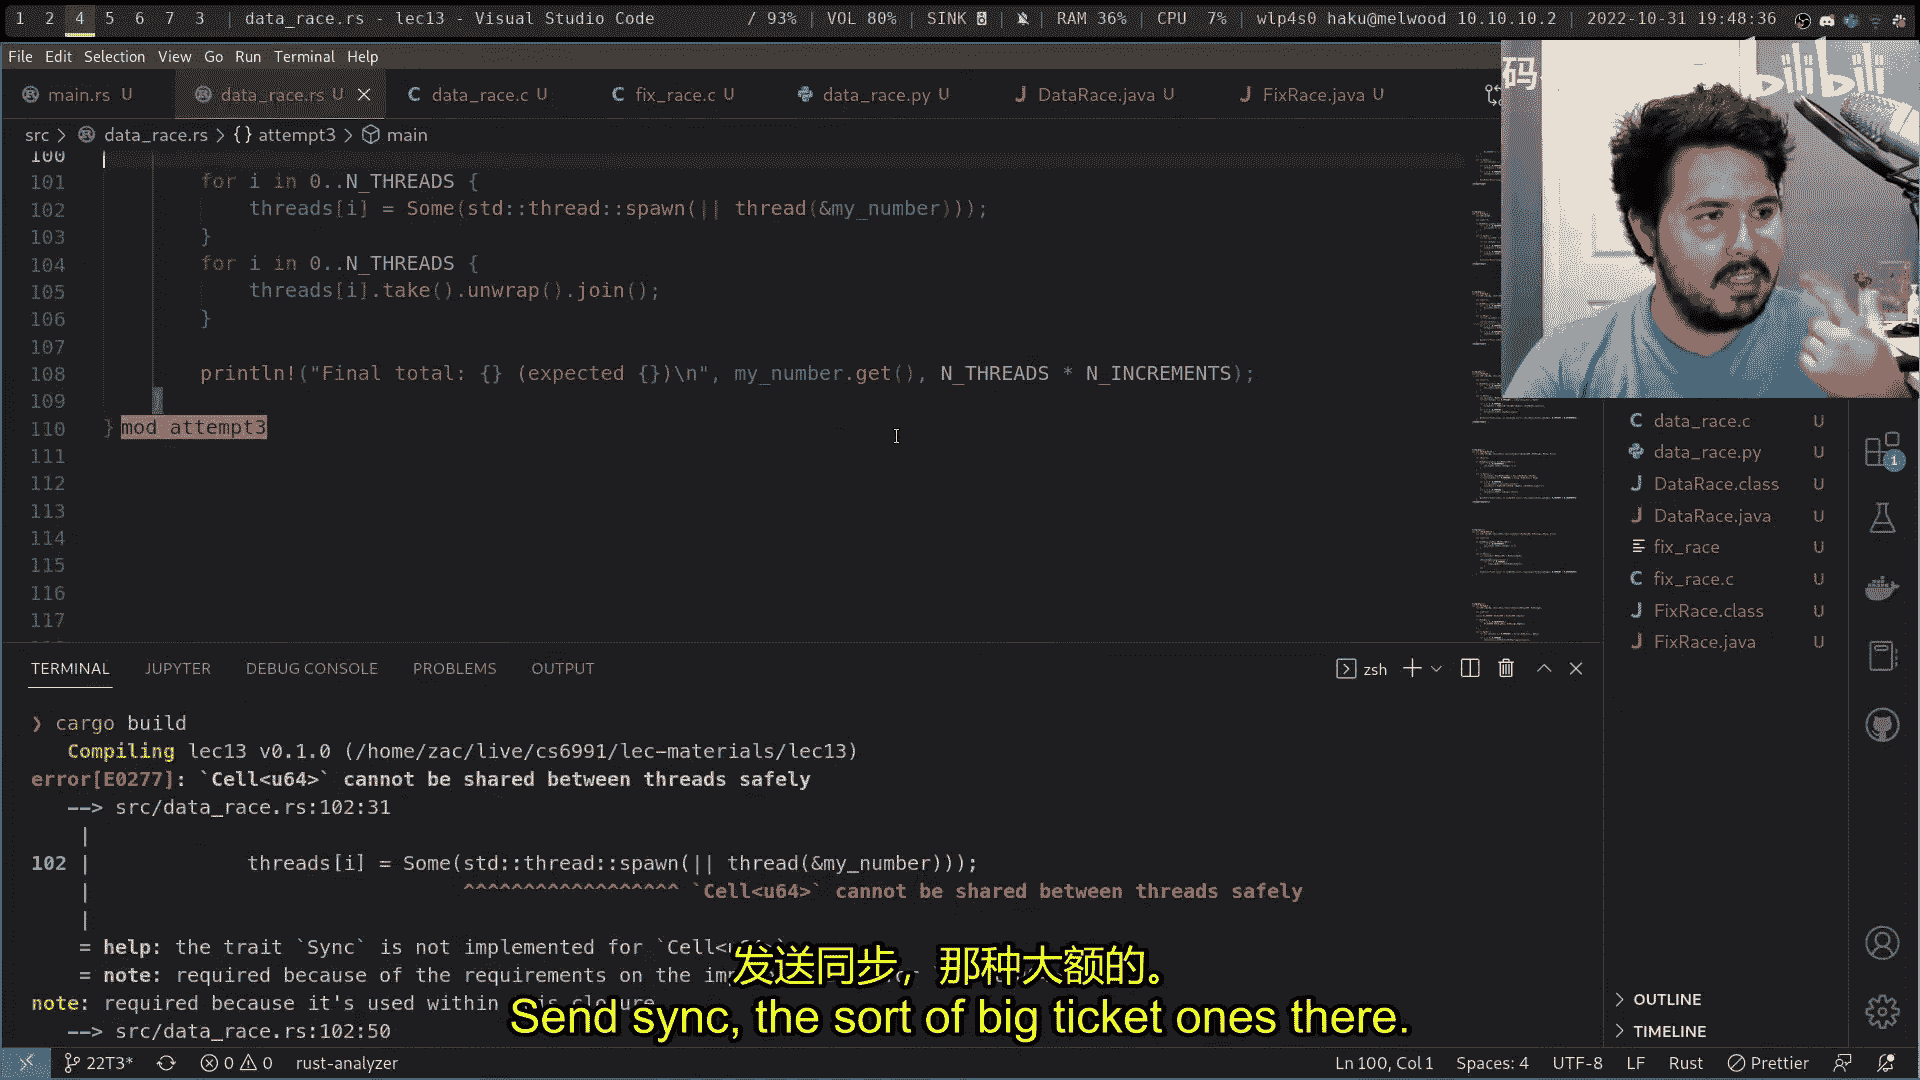 1 2 4 5 6 7 3 | data_race.rs - lec13 - Visual Studio Code / 93% | VOL 80% | SINK | | RAM 36% | CPU 7% | wlp4s0 haku@melwood 10.10.10.2 | 2022-10-31 19:48:36
File Edit Selection View Go Run Terminal Help
码
bilibili
main.rs U data_race.rs U data_race.c U fix_race.c U data_race.py U DataRace.java U FixRace.java U
src > data_race.rs > {} attempt3 > main
100
101 for i in 0..N_THREADS {
102 threads[i] = Some(std::thread::spawn(|| thread(&my_number)));
103 }
104 for i in 0..N_THREADS {
105 threads[i].take().unwrap().join();
106 }
107
108 println!("Final total: {} (expected {})\n", my_number.get(), N_THREADS * N_INCREMENTS);
109 }
110 } mod attempt3
111
112
113
114
115
116
117
data_race.c U
data_race.py U
DataRace.class U
DataRace.java U
fix_race U
fix_race.c U
FixRace.class U
FixRace.java U
1
OUTLINE
TIMELINE
TERMINAL JUPYTER DEBUG CONSOLE PROBLEMS OUTPUT zsh
❯ cargo build
Compiling lec13 v0.1.0 (/home/zac/live/cs6991/lec-materials/lec13)
error[E0277]: `Cell<u64>` cannot be shared between threads safely
--> src/data_race.rs:102:31
|
102 | threads[i] = Some(std::thread::spawn(|| thread(&my_number)));
| ^^^^^^^^^^^^^^^^^^ `Cell<u64>` cannot be shared between threads safely
|
= help: the trait `Sync` is not implemented for `Cell<
= note: required because of the requirements on the
note: required because it's used within this closure
--> src/data_race.rs:102:50
发送同步，那种大额的。
Send sync, the sort of big ticket ones there.
22T3* 0 0 rust-analyzer Ln 100, Col 1 Spaces: 4 UTF-8 LF Rust Prettier